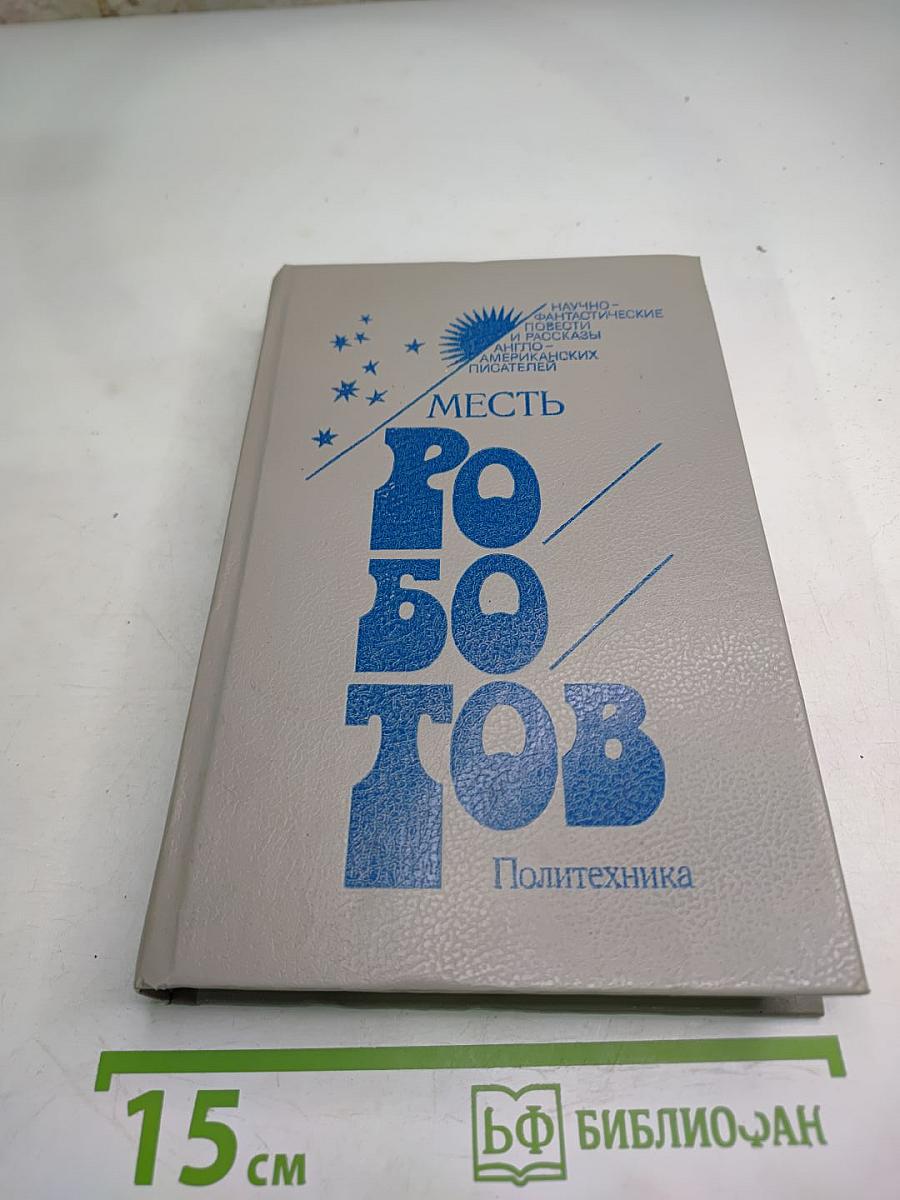 НАУЧНО-
ФАНТАСТИЧЕСКИЕ
ПОВЕСТИ
И РАССКАЗЫ
АНГЛО-
АМЕРИКАНСКИХ
ПИСАТЕЛЕЙ
МЕСТЬ
РО
БО
ТОВ
Политехника
15 см
БФ БИБЛИОФАН